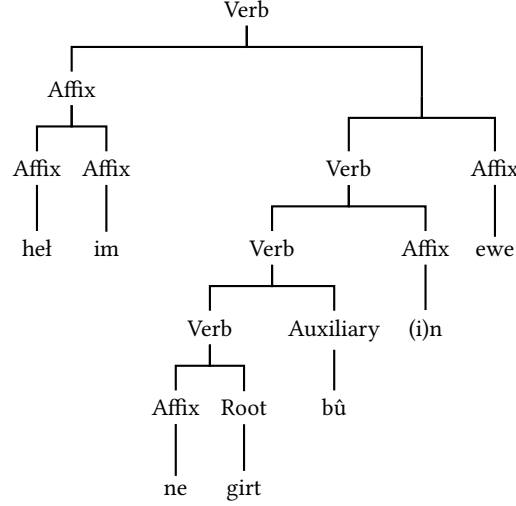 Verb
Affix
Affix Affix Verb Affix
heł im Verb Affix ewe
Verb Auxiliary (i)n
Affix Root bû
ne girt